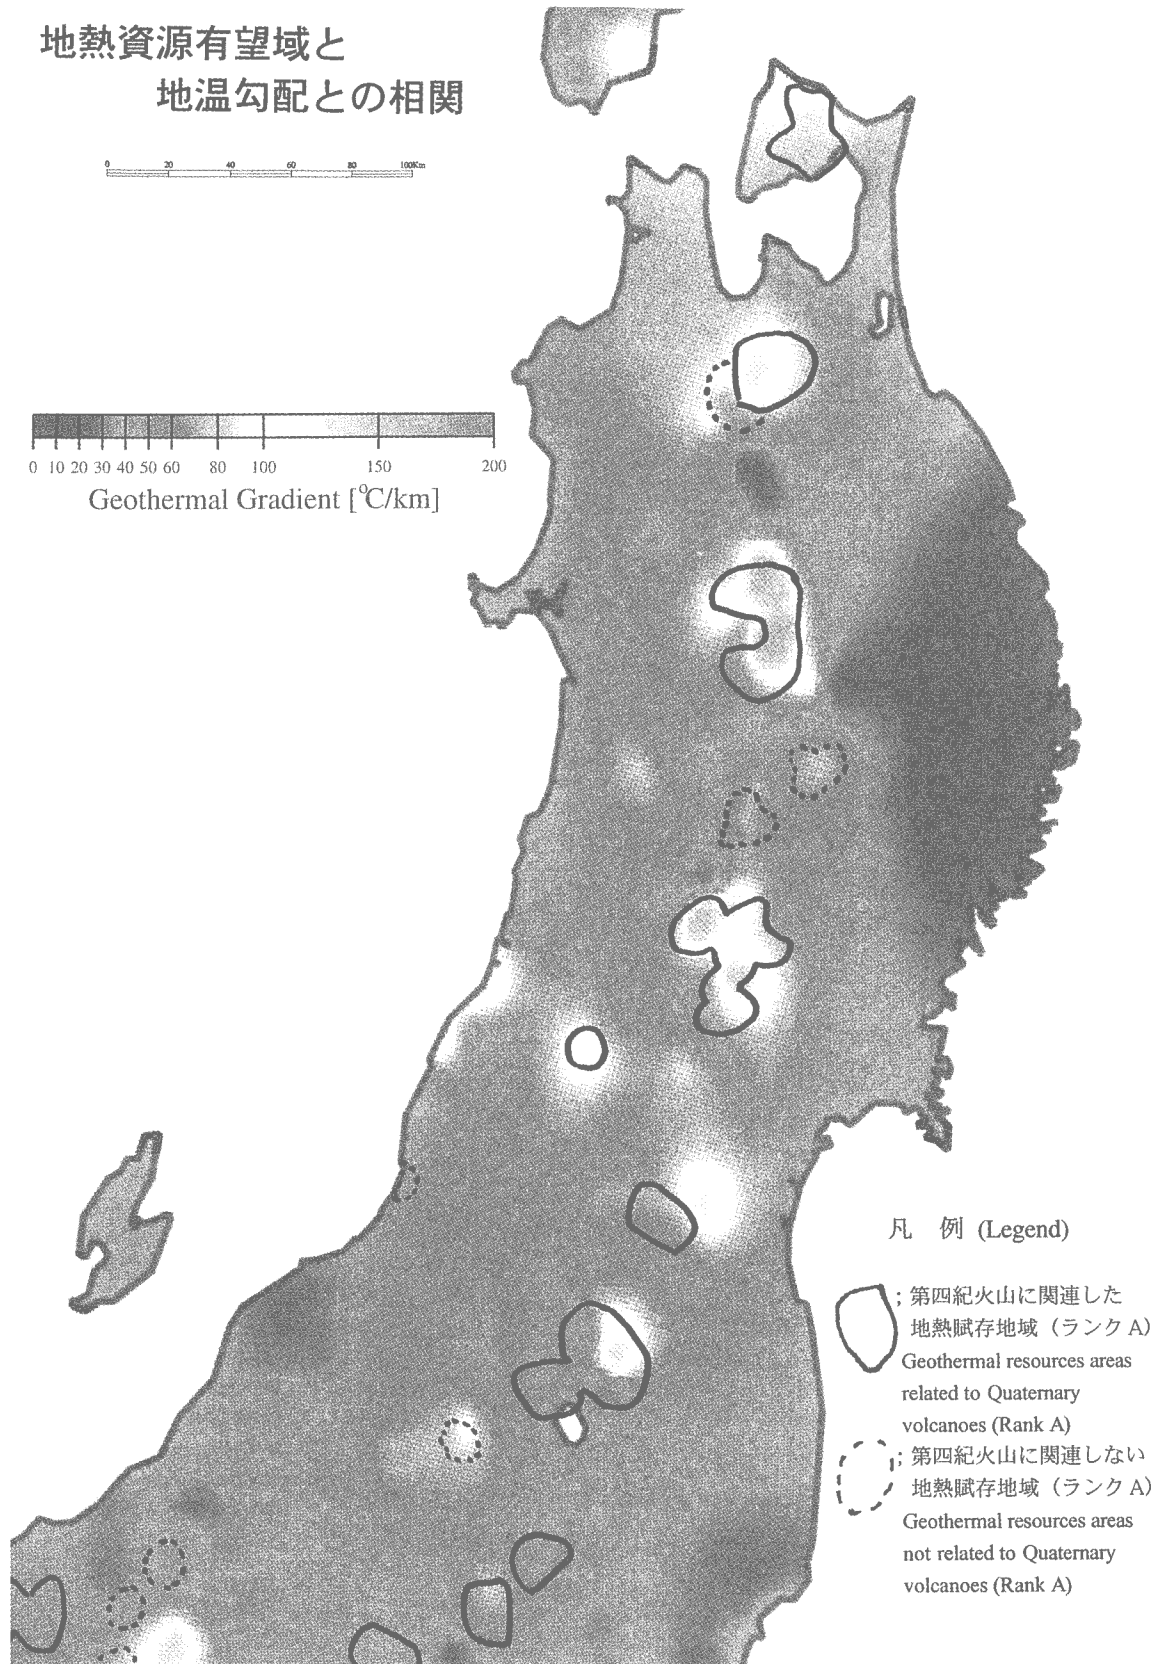 地熱資源有望域と
地温勾配との相関
0 20 40 60 80 100Km
0 10 20 30 40 50 60 80 100 150 200
Geothermal Gradient [°C/km]
凡 例 (Legend)
; 第四紀火山に関連した
地熱賦存地域（ランク A）
Geothermal resources areas
related to Quaternary
volcanoes (Rank A)
; 第四紀火山に関連しない
地熱賦存地域（ランク A）
Geothermal resources areas
not related to Quaternary
volcanoes (Rank A)